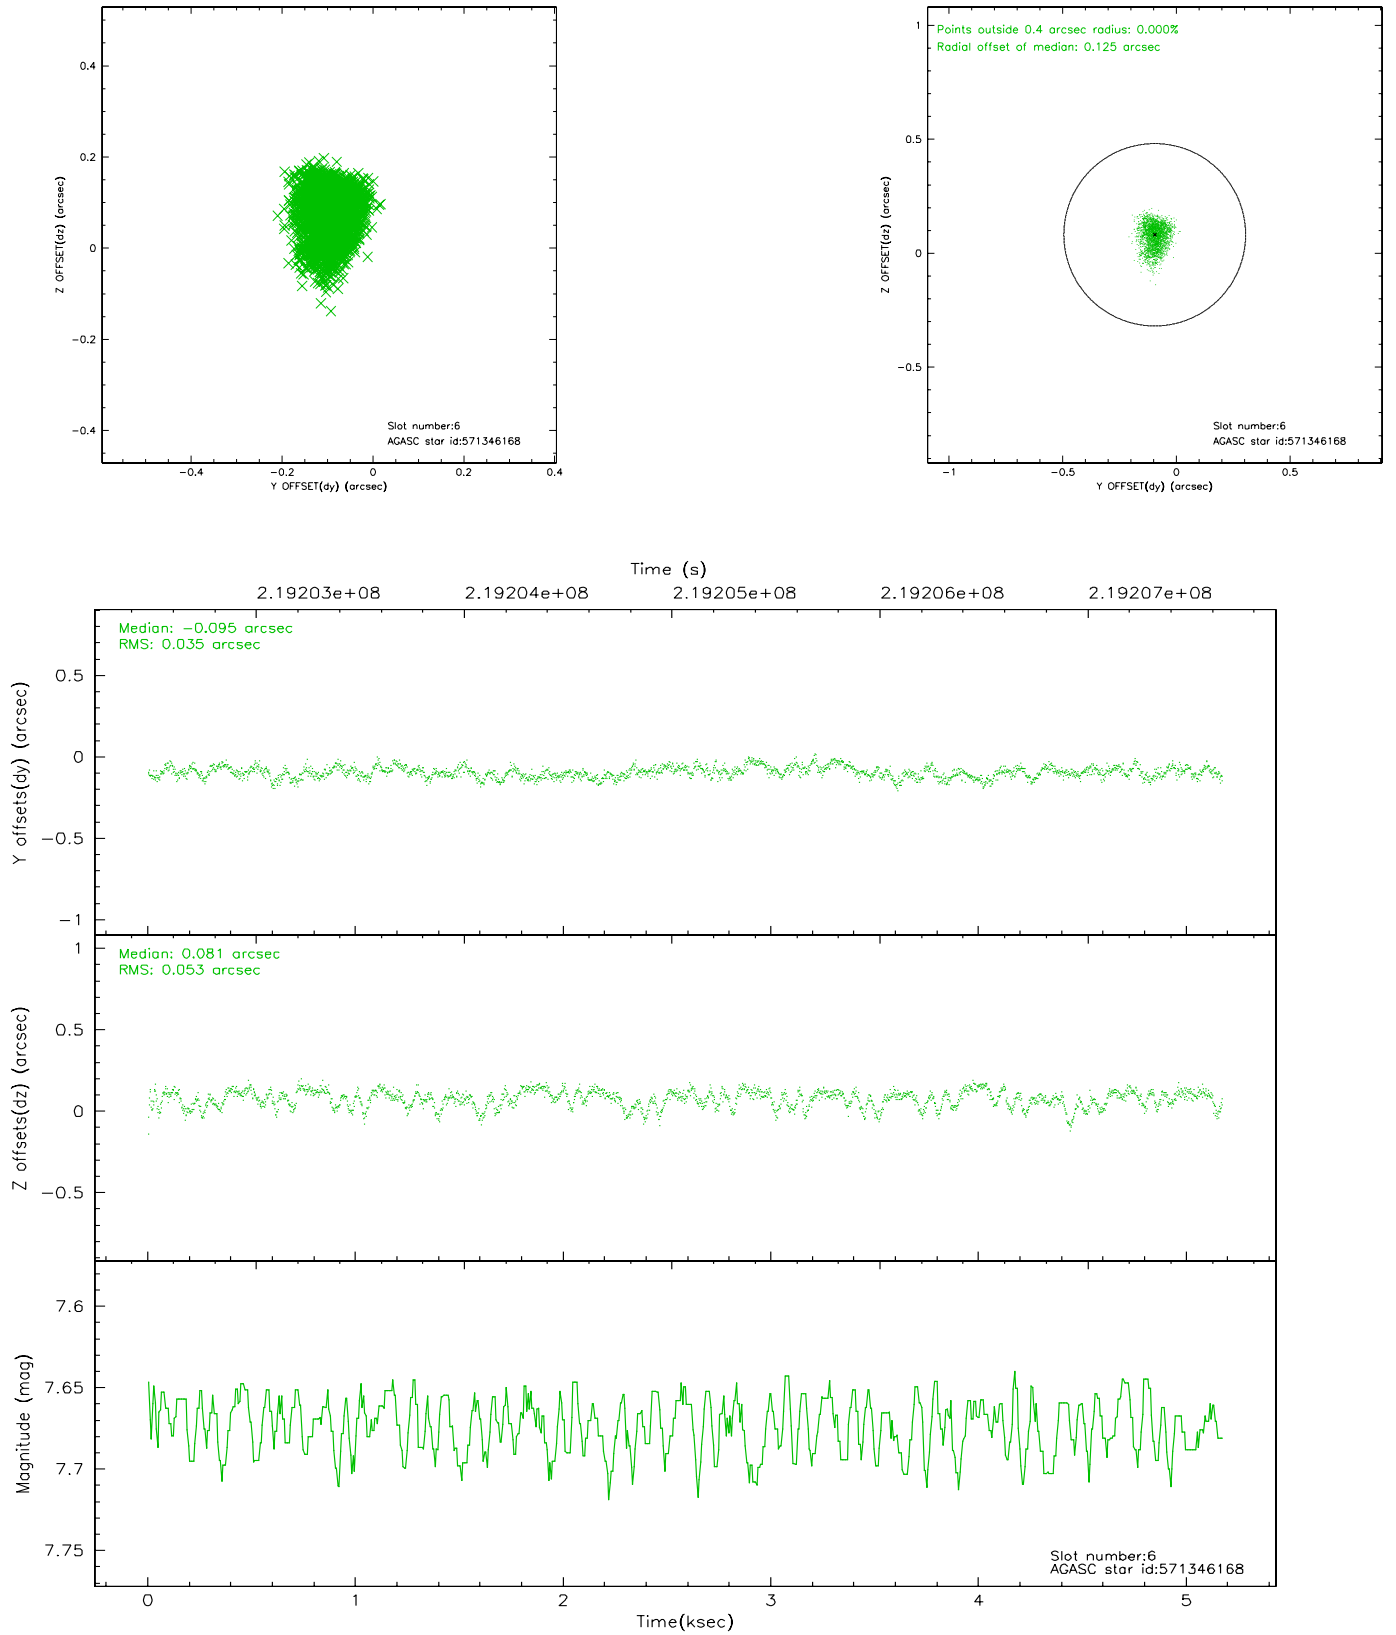 0.4
0.2
0
−0.2
−0.4
Z OFFSET(dz) (arcsec)
Slot number:6
AGASC star id:571346168
−0.4 −0.2 0 0.2 0.4
Y OFFSET(dy) (arcsec)
Points outside 0.4 arcsec radius: 0.000%
Radial offset of median: 0.125 arcsec
1
0.5
0
−0.5
Z OFFSET(dz) (arcsec)
Slot number:6
AGASC star id:571346168
−1 −0.5 0 0.5
Y OFFSET(dy) (arcsec)
Time (s)
2.19203e+08 2.19204e+08 2.19205e+08 2.19206e+08 2.19207e+08
Median: −0.095 arcsec
RMS: 0.035 arcsec
0.5
0
−0.5
−1
Y offsets(dy) (arcsec)
Median: 0.081 arcsec
RMS: 0.053 arcsec
1
0.5
0
−0.5
Z offsets(dz) (arcsec)
7.6
7.65
7.7
7.75
Magnitude (mag)
Slot number:6
AGASC star id:571346168
0 1 2 3 4 5
Time(ksec)